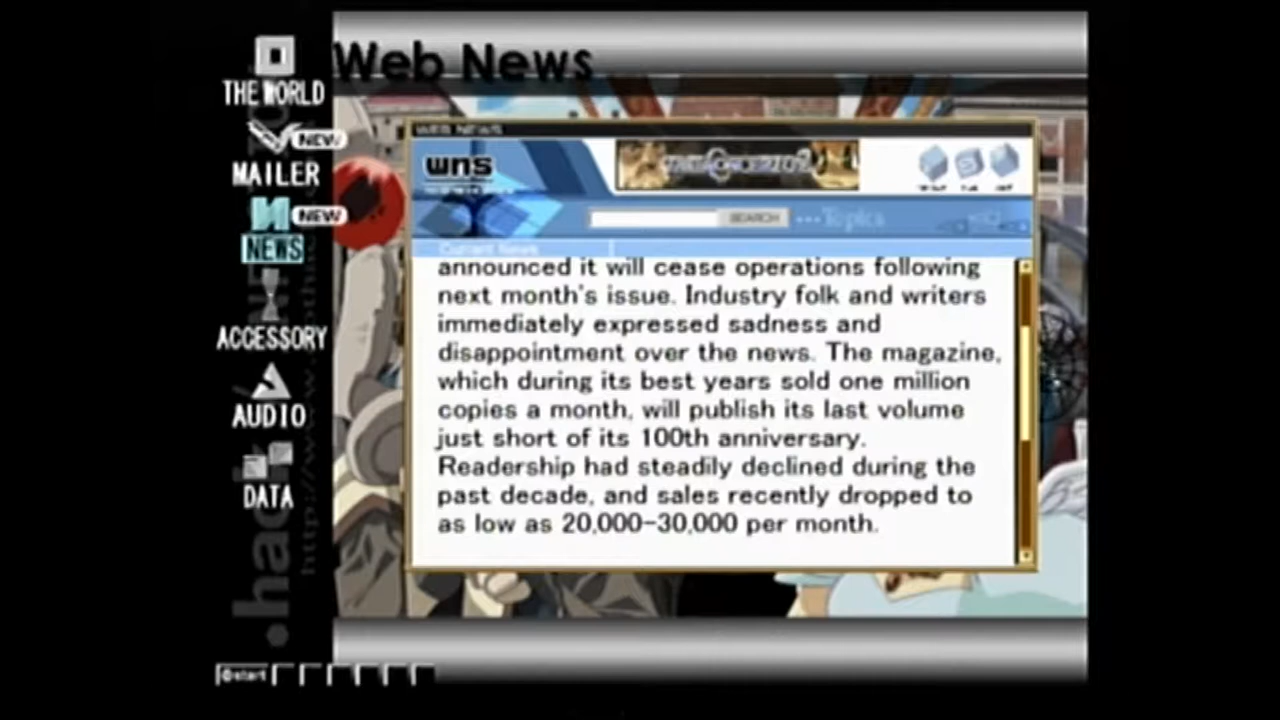 Web News
THE WORLD
NEW
MAILER
NEW
NEWS
ACCESSORY
AUDIO
DATA
WEB NEWS
wns
SEARCH
Topics
Current News
announced it will cease operations following
next month's issue. Industry folk and writers
immediately expressed sadness and
disappointment over the news. The magazine,
which during its best years sold one million
copies a month, will publish its last volume
just short of its 100th anniversary.
Readership had steadily declined during the
past decade, and sales recently dropped to
as low as 20,000-30,000 per month.
.hack
start